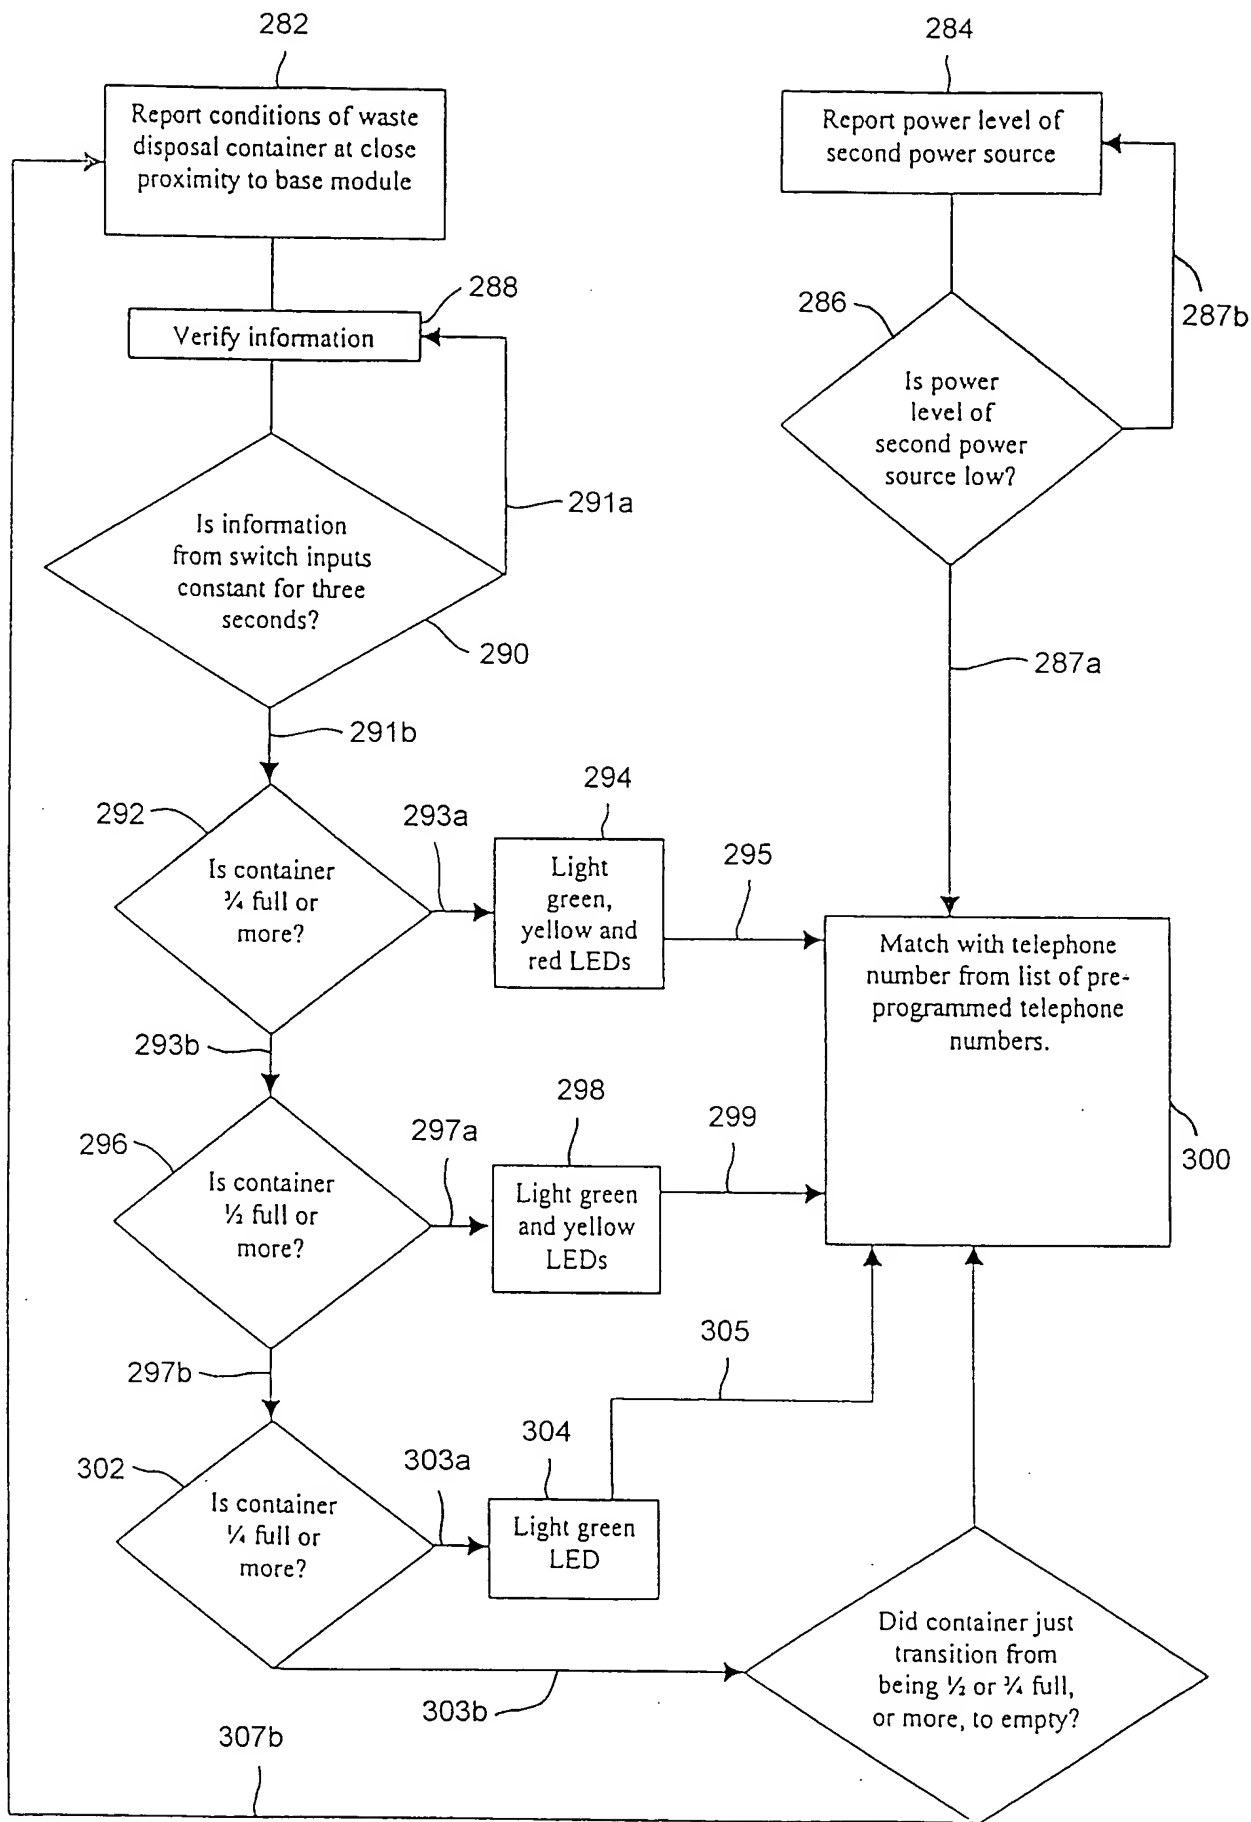 282
Report conditions of waste
disposal container at close
proximity to base module
284
Report power level of
second power source
288
Verify information
286
287b
Is power
level of
second power
source low?
291a
Is information
from switch inputs
constant for three
seconds?
290
287a
291b
292
Is container
¾ full or
more?
293a
294
Light
green,
yellow and
red LEDs
295
Match with telephone
number from list of pre-
programmed telephone
numbers.
300
293b
296
Is container
½ full or
more?
297a
298
Light green
and yellow
LEDs
299
297b
302
Is container
¼ full or
more?
303a
304
Light green
LED
305
303b
Did container just
transition from
being ½ or ¾ full,
or more, to empty?
307b